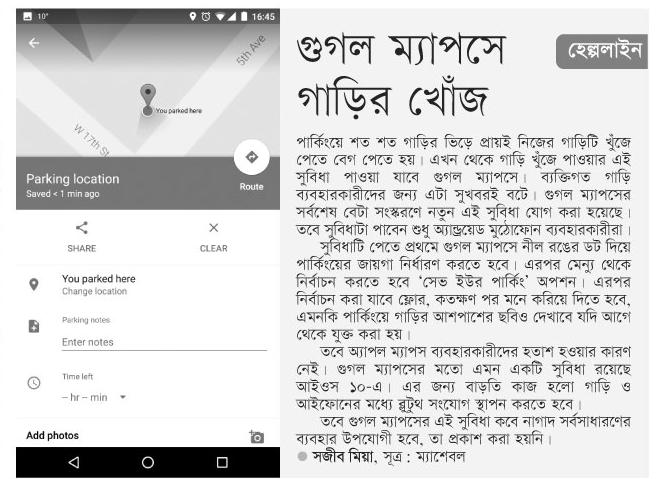 10°
16:45
5th Ave
You parked here
W 17th St
Parking location
Saved < 1 min ago
Route
SHARE
CLEAR
You parked here
Change location
Parking notes
Enter notes
Time left
– hr – min
Add photos
গুগল ম্যাপসে
গাড়ির খোঁজ
হেল্পলাইন
পার্কিংয়ে শত শত গাড়ির ভিড়ে প্রায়ই নিজের গাড়িটি খুঁজে
পেতে বেগ পেতে হয়। এখন থেকে গাড়ি খুঁজে পাওয়ার এই
সুবিধা পাওয়া যাবে গুগল ম্যাপসে। ব্যক্তিগত গাড়ি
ব্যবহারকারীদের জন্য এটা সুখবরই বটে। গুগল ম্যাপসের
সর্বশেষ বেটা সংস্করণে নতুন এই সুবিধা যোগ করা হয়েছে।
তবে সুবিধাটা পাবেন শুধু অ্যান্ড্রয়েড মুঠোফোন ব্যবহারকারীরা।
সুবিধাটি পেতে প্রথমে গুগল ম্যাপসে নীল রঙের ডট দিয়ে
পার্কিংয়ের জায়গা নির্ধারণ করতে হবে। এরপর মেন্যু থেকে
নির্বাচন করতে হবে ‘সেভ ইউর পার্কিং’ অপশন। এরপর
নির্বাচন করা যাবে ফ্লোর, কতক্ষণ পর মনে করিয়ে দিতে হবে,
এমনকি পার্কিংয়ে গাড়ির আশপাশের ছবিও দেখাবে যদি আগে
থেকে যুক্ত করা হয়।
তবে অ্যাপল ম্যাপস ব্যবহারকারীদের হতাশ হওয়ার কারণ
নেই। গুগল ম্যাপসের মতো এমন একটি সুবিধা রয়েছে
আইওস ১০-এ। এর জন্য বাড়তি কাজ হলো গাড়ি ও
আইফোনের মধ্যে ব্লুটুথ সংযোগ স্থাপন করতে হবে।
তবে গুগল ম্যাপসের এই সুবিধা কবে নাগাদ সর্বসাধারণের
ব্যবহার উপযোগী হবে, তা প্রকাশ করা হয়নি।
● সজীব মিয়া, সূত্র : ম্যাশেবল